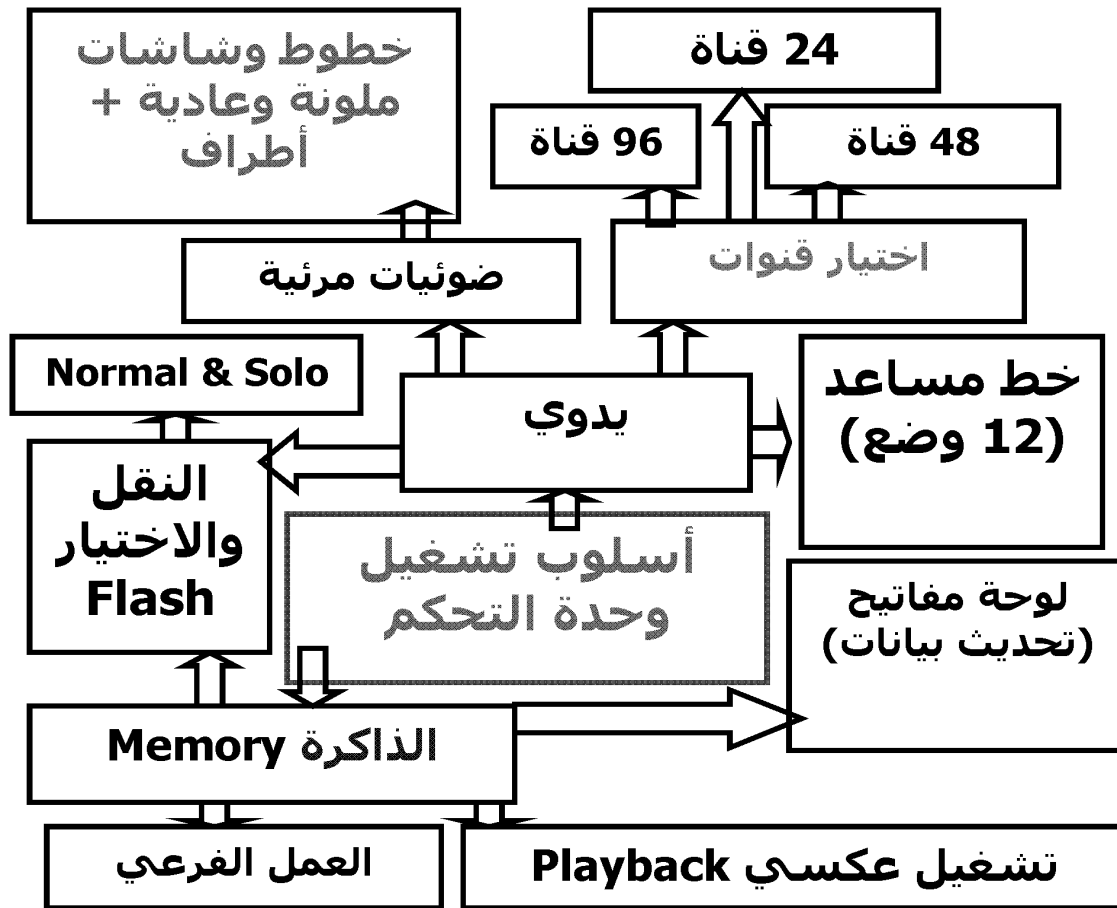 خطوط وشاشات
ملونة وعادية +
أطراف
24 قناة
96 قناة
48 قناة
ضوئيات مرئية
اختيار قنوات
Normal & Solo
يدوي
خط مساعد
(12 وضع)
النقل
والاختيار
Flash
أسلوب تشغيل
وحدة التحكم
لوحة مفاتيح
(تحديث بيانات)
الذاكرة Memory
العمل الفرعي
تشغيل عكسي Playback